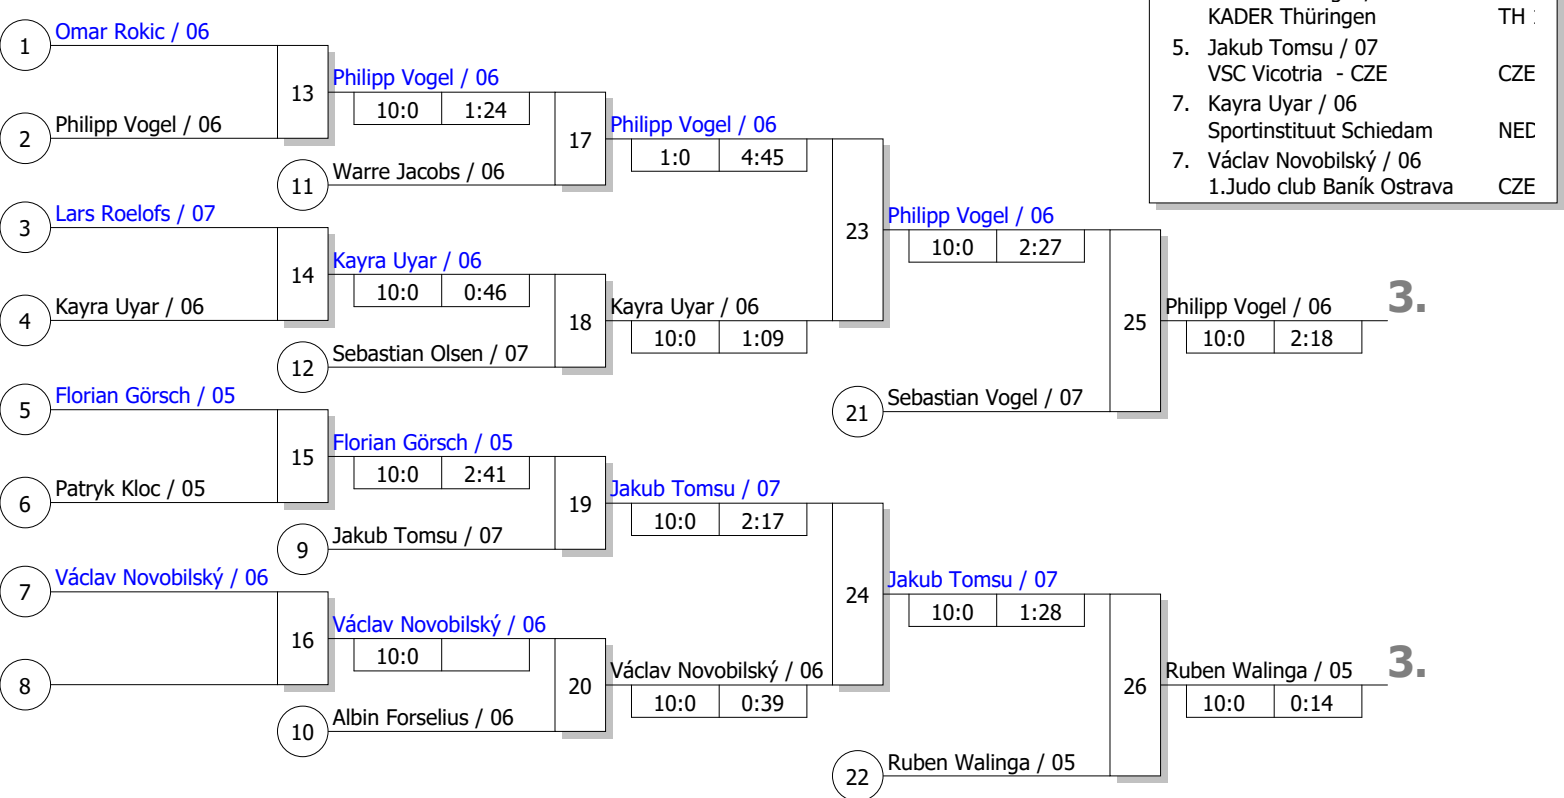 1
Omar Rokic / 06
2
Philipp Vogel / 06
3
Lars Roelofs / 07
4
Kayra Uyar / 06
5
Florian Görsch / 05
6
Patryk Kloc / 05
7
Václav Novobilský / 06
8
13
Philipp Vogel / 06
10:0 1:24
11
Warre Jacobs / 06
14
Kayra Uyar / 06
10:0 0:46
12
Sebastian Olsen / 07
15
Florian Görsch / 05
10:0 2:41
9
Jakub Tomsu / 07
16
Václav Novobilský / 06
10:0
10
Albin Forselius / 06
17
Philipp Vogel / 06
1:0 4:45
18
Kayra Uyar / 06
10:0 1:09
19
Jakub Tomsu / 07
10:0 2:17
20
Václav Novobilský / 06
10:0 0:39
23
Philipp Vogel / 06
10:0 2:27
21
Sebastian Vogel / 07
24
Jakub Tomsu / 07
10:0 1:28
22
Ruben Walinga / 05
25
Philipp Vogel / 06
10:0 2:18
3.
26
Ruben Walinga / 05
10:0 0:14
3.
KADER Thüringen TH
5. Jakub Tomsu / 07
VSC Vicotria - CZE CZE
7. Kayra Uyar / 06
Sportinstituut Schiedam NED
7. Václav Novobilský / 06
1.Judo club Baník Ostrava CZE